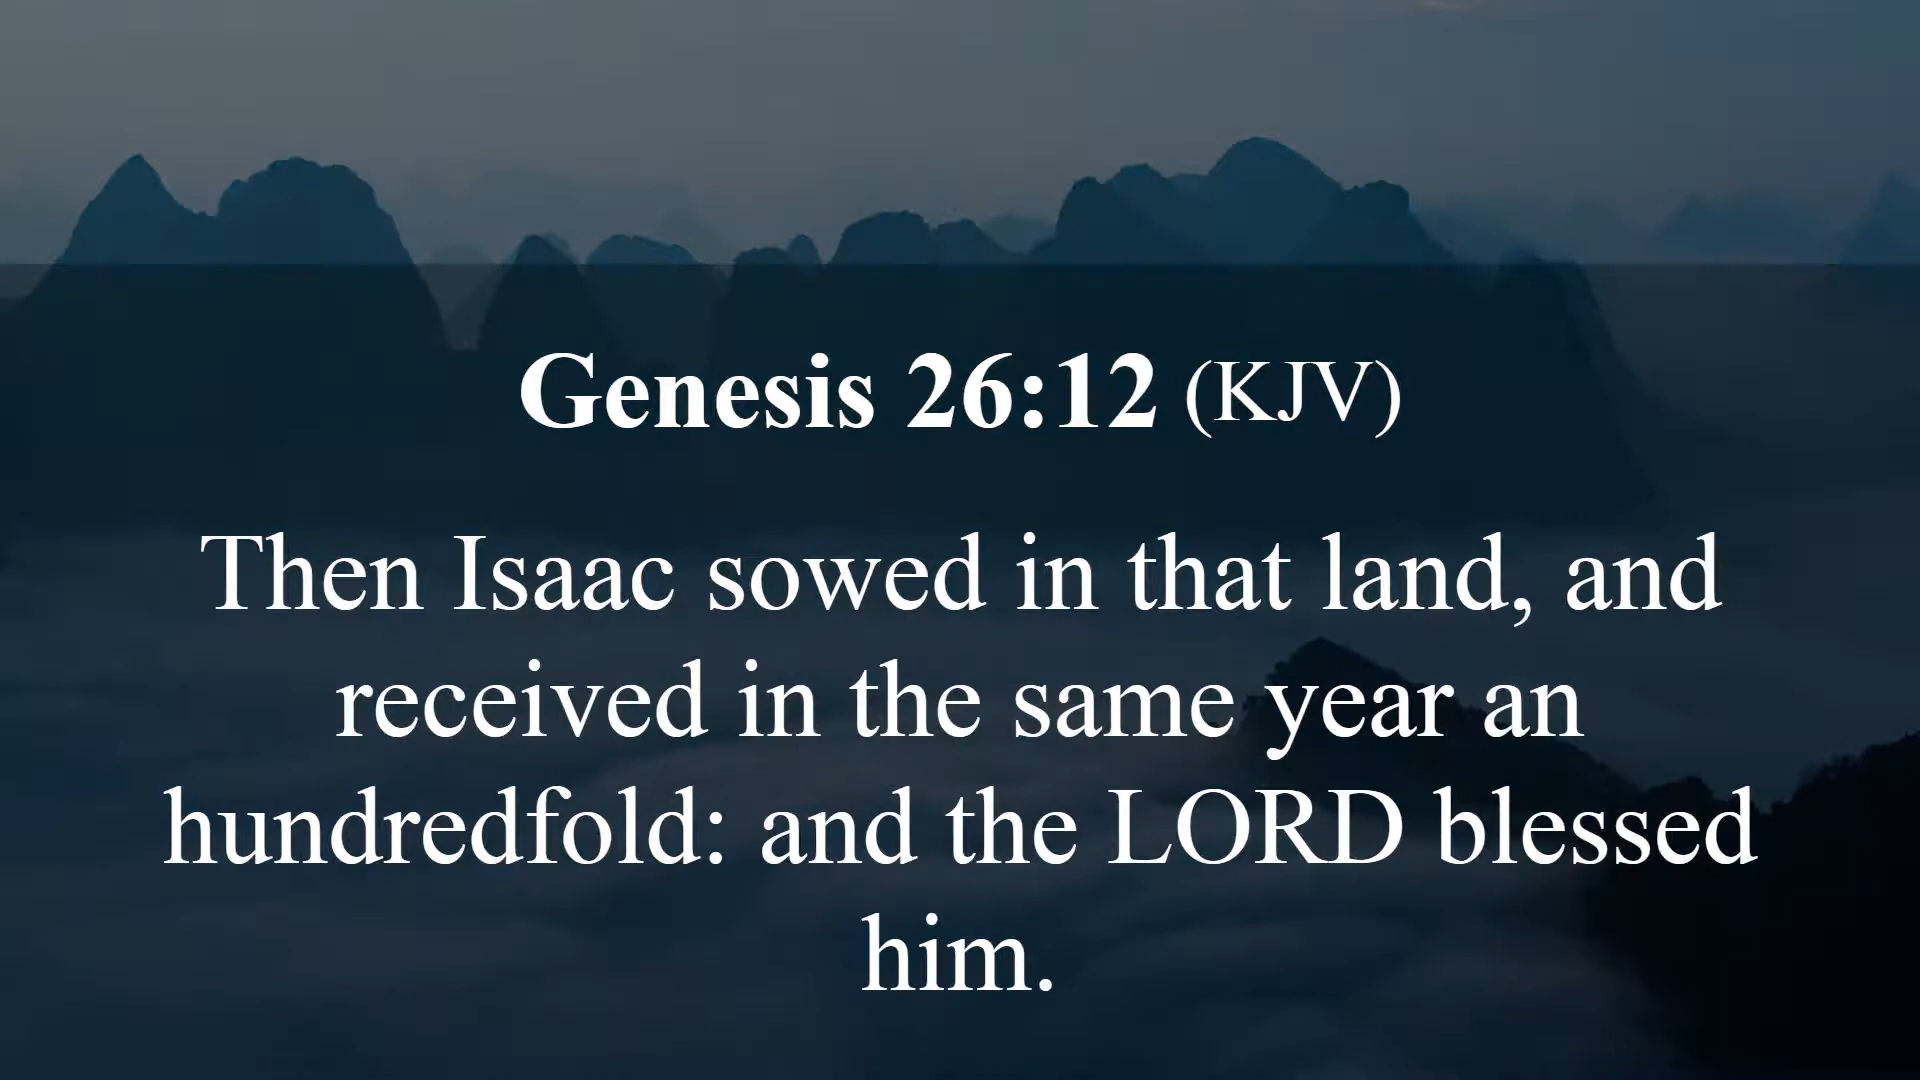 Genesis 26:12 (KJV)
Then Isaac sowed in that land, and
received in the same year an
hundredfold: and the LORD blessed
him.